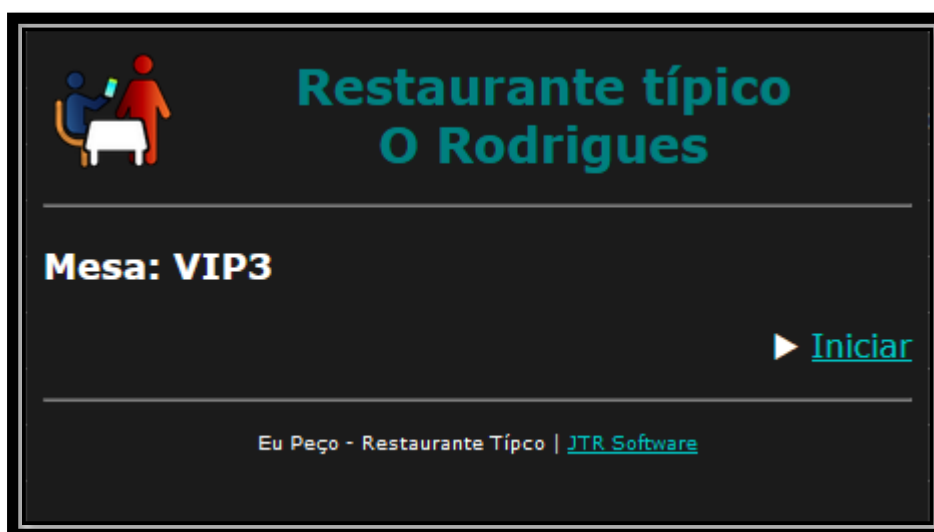 Restaurante típico
O Rodrigues
Mesa: VIP3
Iniciar
Eu Peço - Restaurante Típco | JTR Software